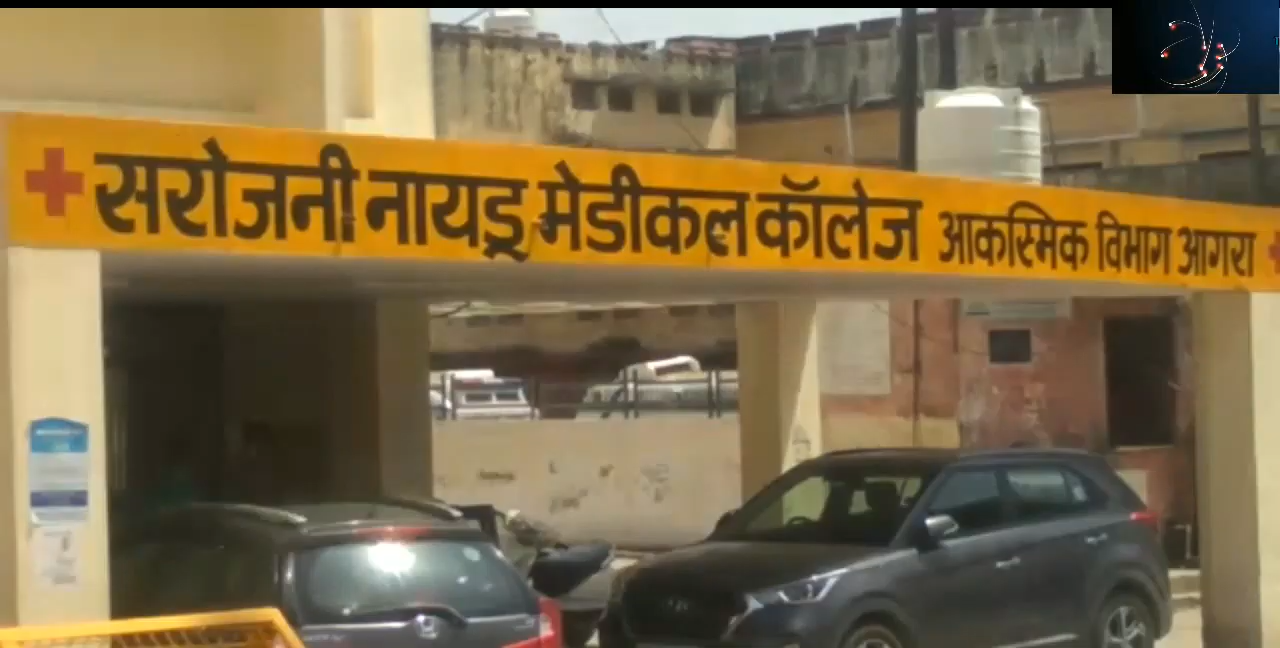 सरोजनी नायडू मेडीकल कॉलेज आकस्मिक विभाग आगरा